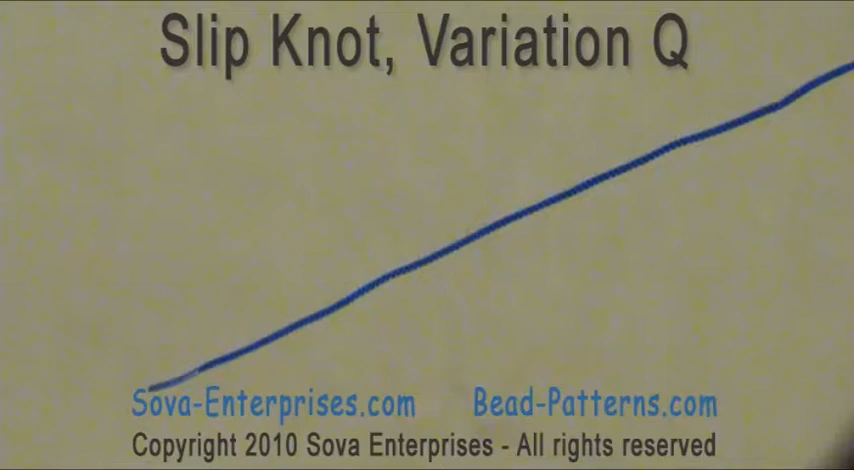 Slip Knot, Variation Q
Sova-Enterprises.com Bead-Patterns.com
Copyright 2010 Sova Enterprises - All rights reserved